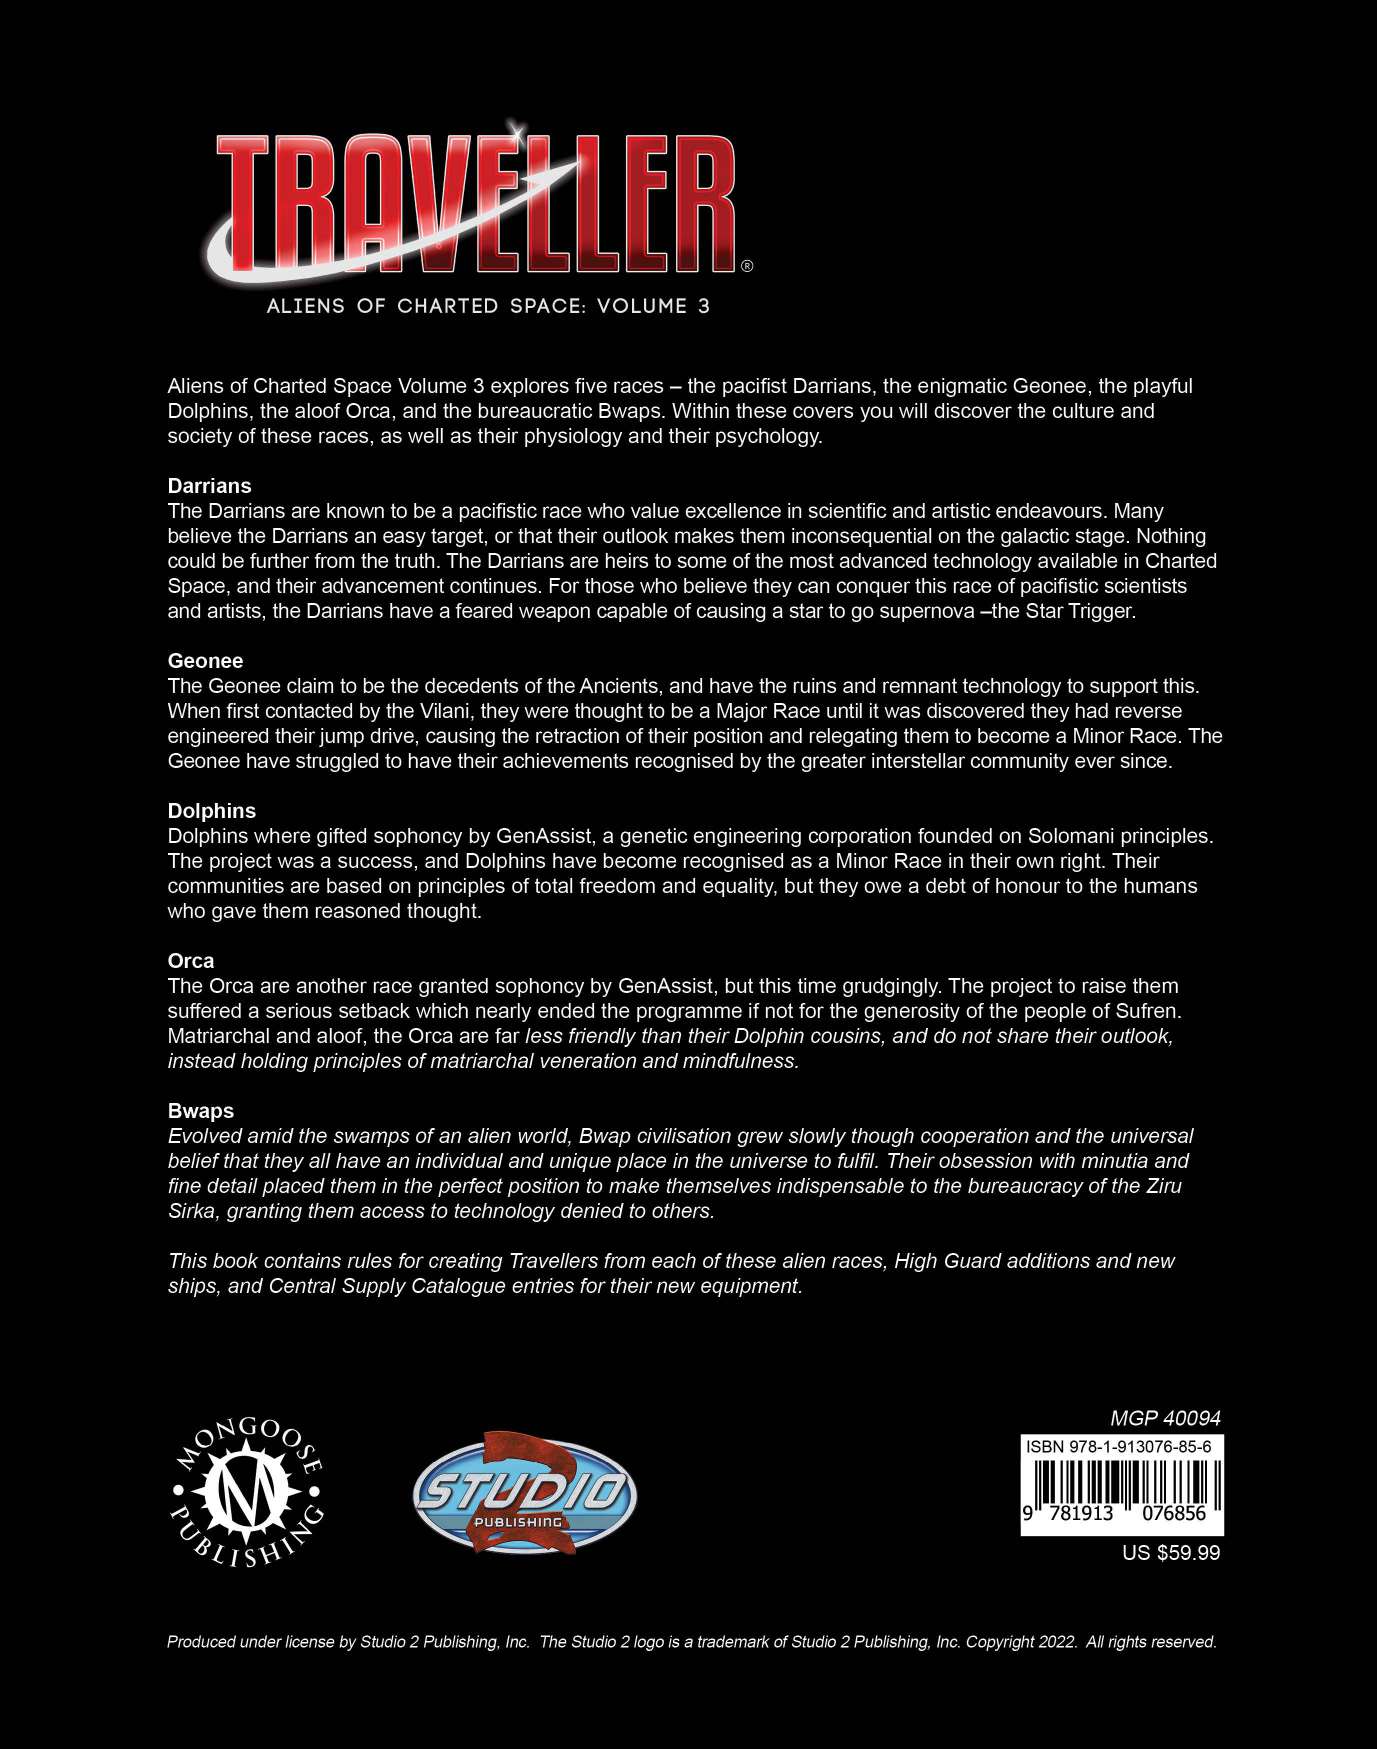 TRAVELLER®
ALIENS OF CHARTED SPACE: VOLUME 3
Aliens of Charted Space Volume 3 explores five races – the pacifist Darrians, the enigmatic Geonee, the playful
Dolphins, the aloof Orca, and the bureaucratic Bwaps. Within these covers you will discover the culture and
society of these races, as well as their physiology and their psychology.
Darrians
The Darrians are known to be a pacifistic race who value excellence in scientific and artistic endeavours. Many
believe the Darrians an easy target, or that their outlook makes them inconsequential on the galactic stage. Nothing
could be further from the truth. The Darrians are heirs to some of the most advanced technology available in Charted
Space, and their advancement continues. For those who believe they can conquer this race of pacifistic scientists
and artists, the Darrians have a feared weapon capable of causing a star to go supernova –the Star Trigger.
Geonee
The Geonee claim to be the decedents of the Ancients, and have the ruins and remnant technology to support this.
When first contacted by the Vilani, they were thought to be a Major Race until it was discovered they had reverse
engineered their jump drive, causing the retraction of their position and relegating them to become a Minor Race. The
Geonee have struggled to have their achievements recognised by the greater interstellar community ever since.
Dolphins
Dolphins where gifted sophoncy by GenAssist, a genetic engineering corporation founded on Solomani principles.
The project was a success, and Dolphins have become recognised as a Minor Race in their own right. Their
communities are based on principles of total freedom and equality, but they owe a debt of honour to the humans
who gave them reasoned thought.
Orca
The Orca are another race granted sophoncy by GenAssist, but this time grudgingly. The project to raise them
suffered a serious setback which nearly ended the programme if not for the generosity of the people of Sufren.
Matriarchal and aloof, the Orca are far less friendly than their Dolphin cousins, and do not share their outlook,
instead holding principles of matriarchal veneration and mindfulness.
Bwaps
Evolved amid the swamps of an alien world, Bwap civilisation grew slowly though cooperation and the universal
belief that they all have an individual and unique place in the universe to fulfil. Their obsession with minutia and
fine detail placed them in the perfect position to make themselves indispensable to the bureaucracy of the Ziru
Sirka, granting them access to technology denied to others.
This book contains rules for creating Travellers from each of these alien races, High Guard additions and new
ships, and Central Supply Catalogue entries for their new equipment.
MONGOOSE
M
PUBLISHING
2
STUDIO
PUBLISHING
MGP 40094
ISBN 978-1-913076-85-6
9 781913 076856
US $59.99
Produced under license by Studio 2 Publishing, Inc. The Studio 2 logo is a trademark of Studio 2 Publishing, Inc. Copyright 2022. All rights reserved.